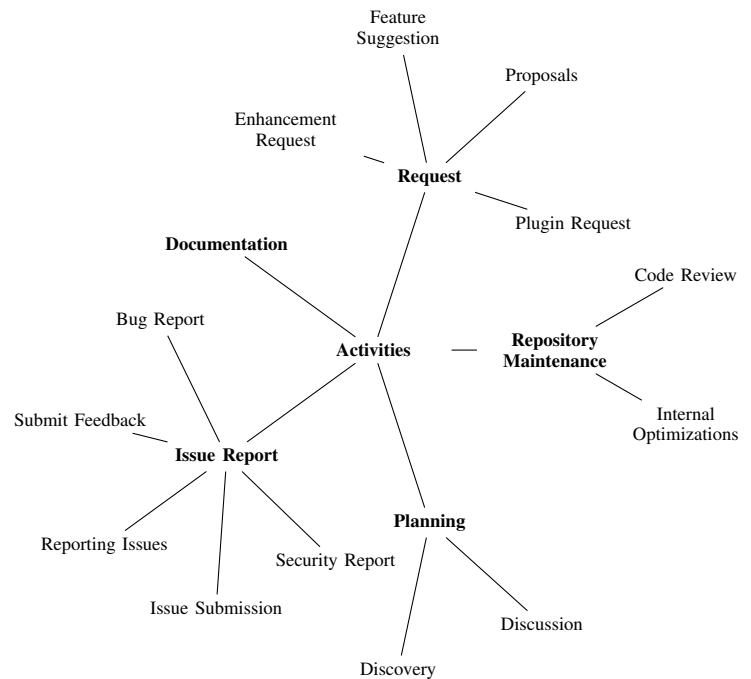 Feature
Suggestion
Proposals
Enhancement
Request
Request
Plugin Request
Documentation
Code Review
Bug Report
Activities
Repository
Maintenance
Submit Feedback
Internal
Optimizations
Issue Report
Planning
Reporting Issues
Security Report
Issue Submission
Discussion
Discovery